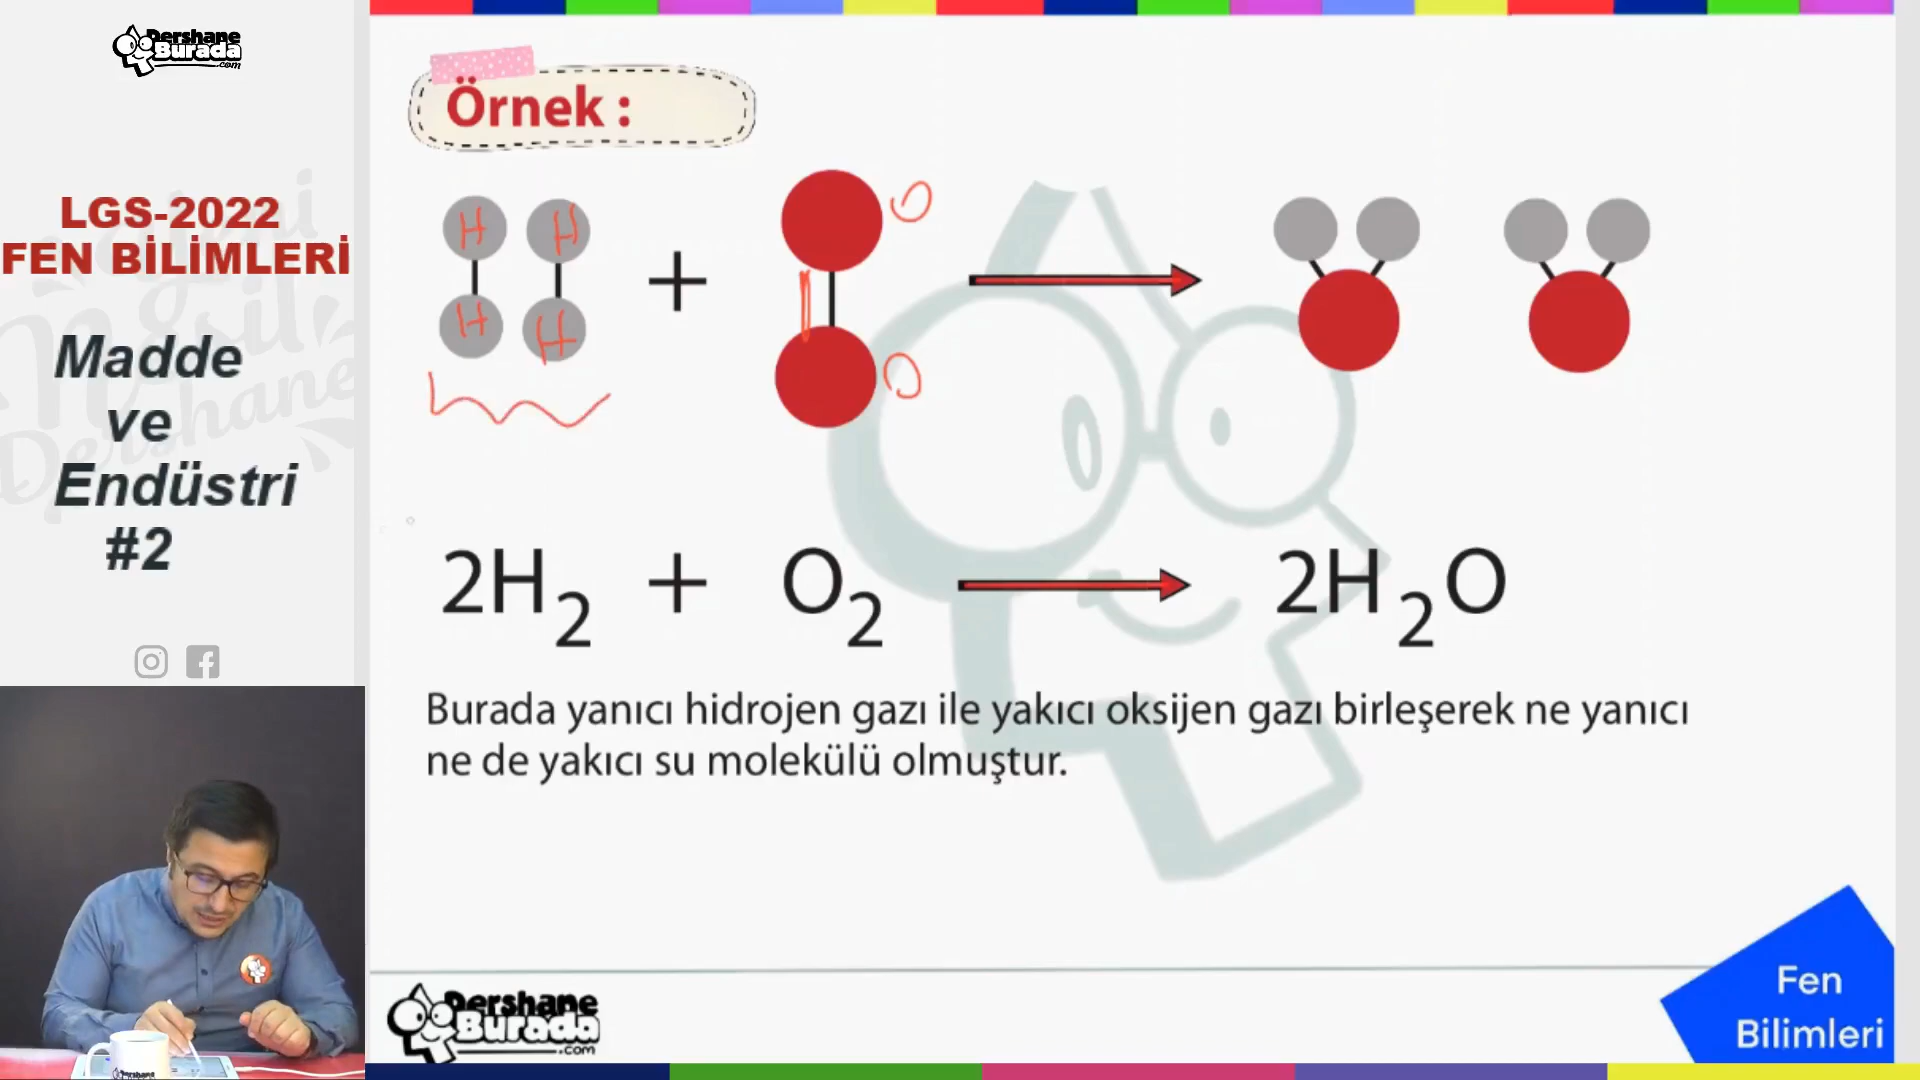 Dershane
Burada
.com
LGS-2022
FEN BİLİMLERİ
Madde
ve
Endüstri
#2
Örnek :
H H
H H
O
O
+
2H2 + O2 2H2O
Burada yanıcı hidrojen gazı ile yakıcı oksijen gazı birleşerek ne yanıcı
ne de yakıcı su molekülü olmuştur.
Dershane
Burada
.com
Fen
Bilimleri